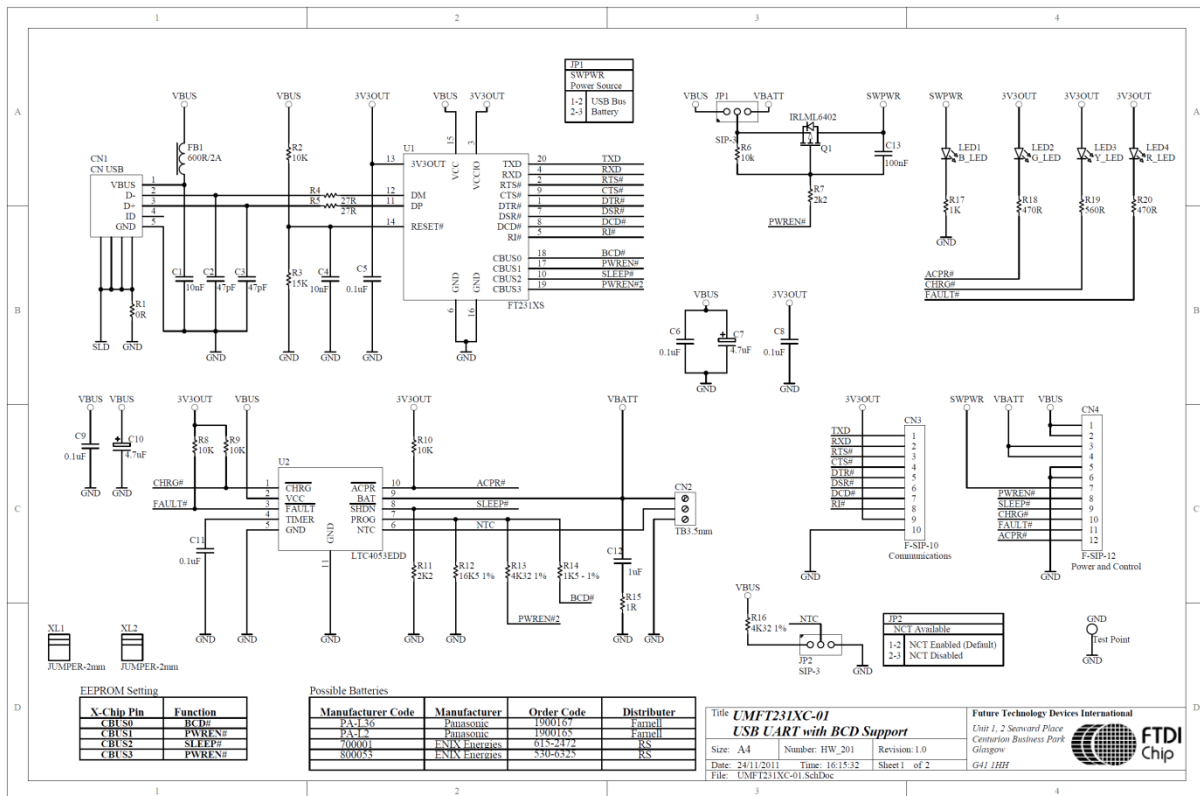 1 2 3 4
A
B
C
D
JP1
SWPWR
Power Source
1-2 USB Bus
2-3 Battery
VBUS
FB1
600R/2A
CN1
CN USB
VBUS 1
D- 2
D+ 3
ID 4
GND 5
R1
0R
SLD
GND
C1
10nF
C2
47pF
C3
47pF
GND
VBUS
R2
10K
R4
27R
R5
27R
R3
15K
GND
C4
10nF
GND
3V3OUT
C5
0.1uF
GND
VBUS
3V3OUT
U1
15 VCC
3 VCCIO
13 3V3OUT
12 DM
11 DP
14 RESET#
GND 6
GND 16
GND
TXD 20 TXD
RXD 4 RXD
RTS# 2 RTS#
CTS# 9 CTS#
DTR# 1 DTR#
DSR# 7 DSR#
DCD# 8 DCD#
RI# 5 RI#
CBUS0 18 BCD#
CBUS1 17 PWREN#
CBUS2 10 SLEEP#
CBUS3 19 PWREN#2
FT231XS
VBUS
JP1
VBATT
SIP-3
R6
10k
IRLML6402
Q1
SWPWR
C13
100nF
R7
2k2
PWREN#
SWPWR
LED1
B_LED
R17
1K
GND
3V3OUT
LED2
G_LED
R18
470R
3V3OUT
LED3
Y_LED
R19
560R
3V3OUT
LED4
R_LED
R20
470R
ACPR#
CHRG#
FAULT#
VBUS
C6
0.1uF
C7
4.7uF
GND
3V3OUT
C8
0.1uF
GND
VBUS
C9
0.1uF
GND
VBUS
C10
4.7uF
GND
3V3OUT
R8
10K
R9
10K
VBUS
CHRG#
FAULT#
C11
0.1uF
GND
GND
U2
1 CHRG
2 VCC
3 FAULT
4 TIMER
5 GND
GND 11
GND
ACPR 10
BAT 9
SHDN 8
PROG 7
NTC 6
LTC4053EDD
3V3OUT
R10
10K
ACPR#
SLEEP#
NTC
R11
2K2
GND
R12
16K5 1%
GND
R13
4K32 1%
R14
1K5 - 1%
BCD#
PWREN#2
VBATT
C12
1uF
R15
1R
GND
CN2
TB3.5mm
GND
3V3OUT
CN3
TXD 1
RXD 2
RTS# 3
CTS# 4
DTR# 5
DSR# 6
DCD# 7
RI# 8
9
10
F-SIP-10
Communications
GND
SWPWR
VBATT
VBUS
CN4
1
2
3
4
5
6
7
PWREN# 8
SLEEP# 9
CHRG# 10
FAULT# 11
ACPR# 12
F-SIP-12
Power and Control
GND
VBUS
R16
4K32 1%
NTC
JP2
SIP-3
GND
JP2
NCT Available
1-2 NCT Enabled (Default)
2-3 NCT Disabled
GND
Test Point
GND
XL1
JUMPER-2mm
XL2
JUMPER-2mm
EEPROM Setting
X-Chip Pin Function
CBUS0 BCD#
CBUS1 PWREN#
CBUS2 SLEEP#
CBUS3 PWREN#
Possible Batteries
Manufacturer Code Manufacturer Order Code Distributer
PA-L36 Panasonic 1900167 Farnell
PA-L2 Panasonic 1900165 Farnell
700001 ENIX Energies 615-2472 RS
800053 ENIX Energies 530-6325 RS
Title UMFT231XC-01
USB UART with BCD Support
Size: A4 Number: HW_201 Revision: 1.0
Date: 24/11/2011 Time: 16:15:32 Sheet 1 of 2
File: UMFT231XC-01.SchDoc
Future Technology Devices International
Unit 1, 2 Seaward Place
Centurion Business Park
Glasgow
G41 1HH
FTDI
Chip
1 2 3 4
A
B
C
D